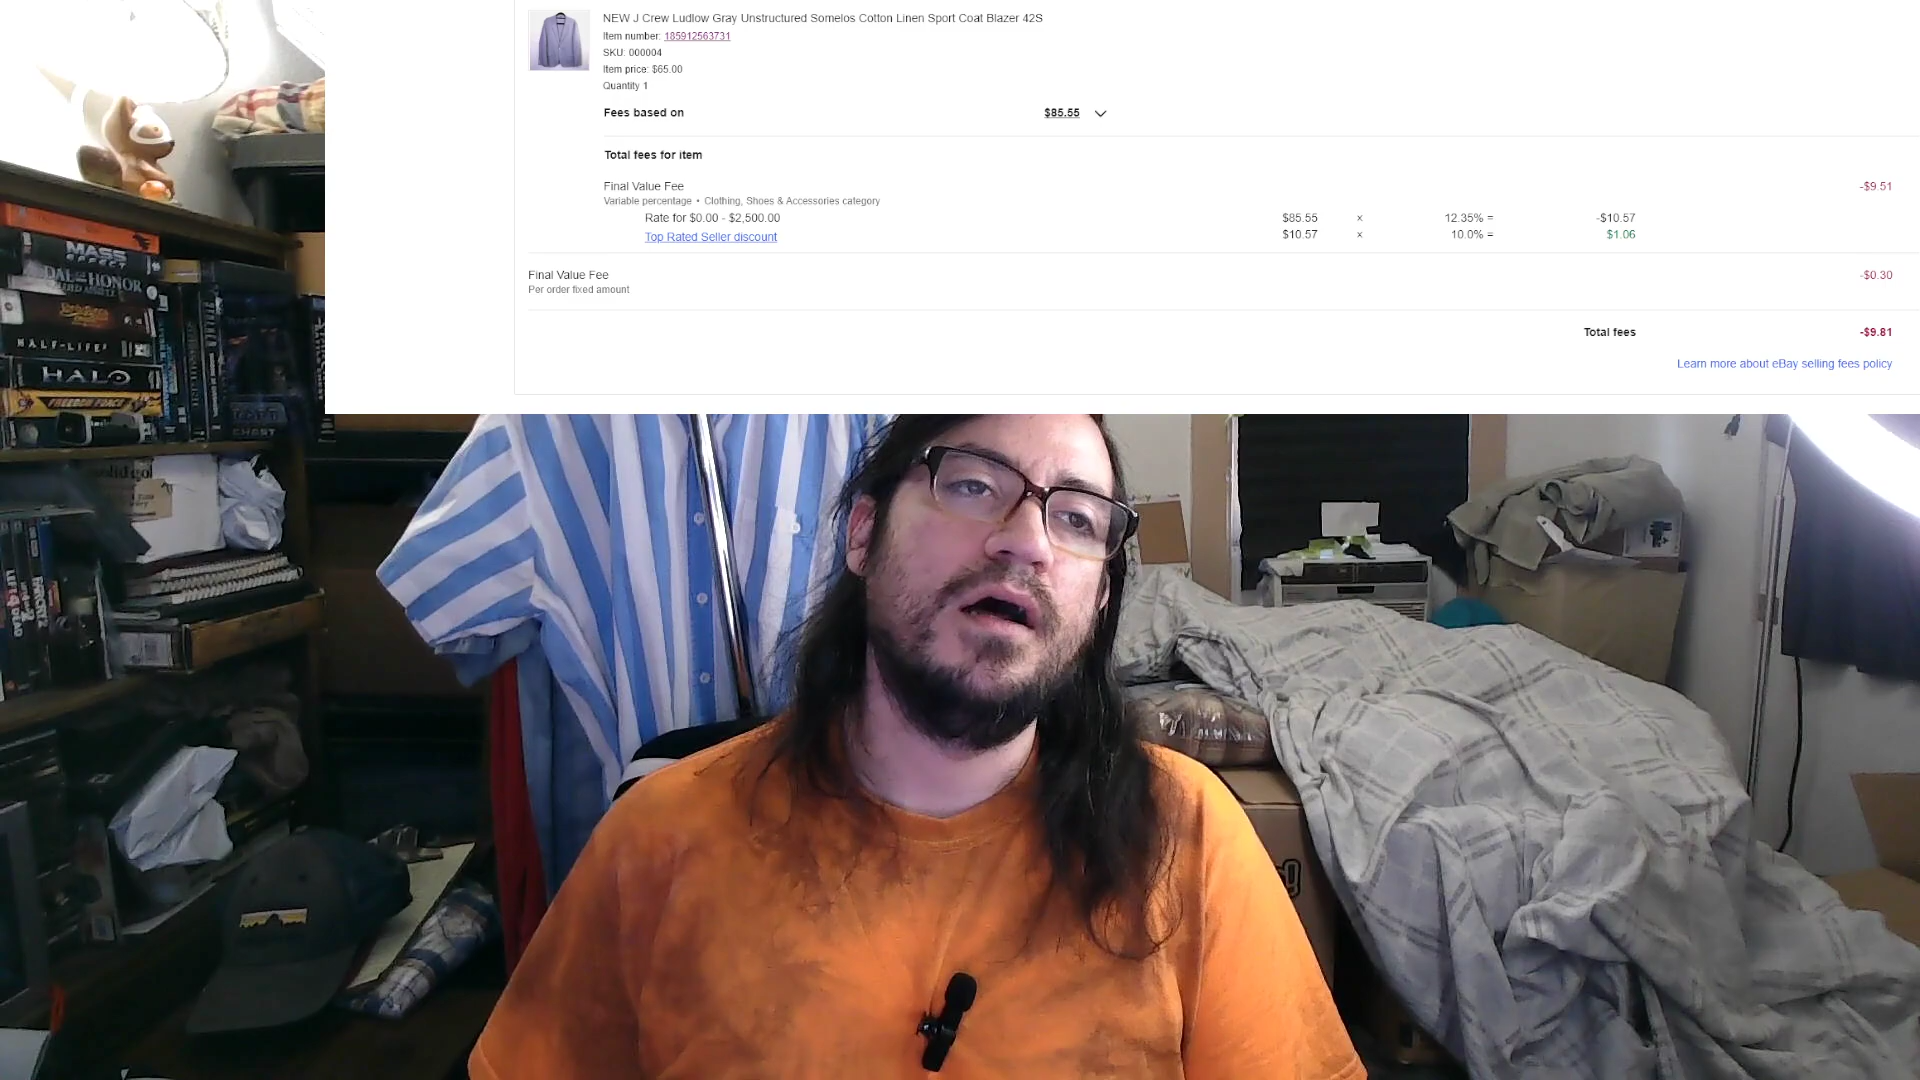 NEW J Crew Ludlow Gray Unstructured Somelos Cotton Linen Sport Coat Blazer 42S
Item number: 185912563731
SKU: 000004
Item price: $65.00
Quantity 1
Fees based on $85.55
Total fees for item
Final Value Fee -$9.51
Variable percentage • Clothing, Shoes & Accessories category
Rate for $0.00 - $2,500.00 $85.55 x 12.35% = -$10.57
Top Rated Seller discount $10.57 x 10.0% = $1.06
Final Value Fee -$0.30
Per order fixed amount
Total fees -$9.81
Learn more about eBay selling fees policy
MASS
EFFECT
HONOR
HALF-LIFE
HALO
FREEDOM FORCE